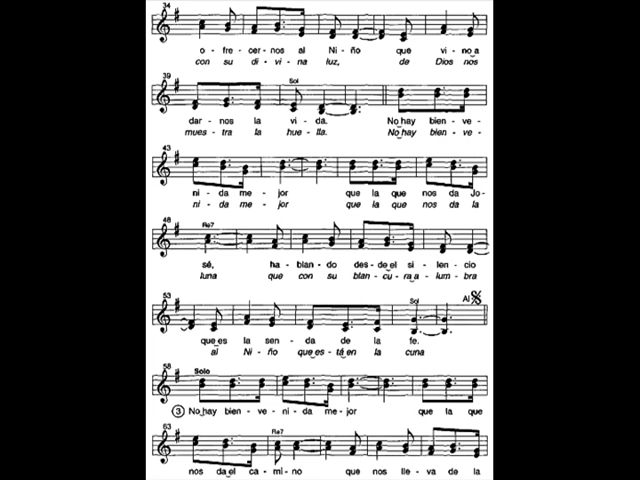 34
o - fre - cer - nos al Ni - ño que vi - no a
con su di - vi - na luz, de Dios nos
39 Sol
dar - nos la vi - da. No hay bien - ve -
mues - tra la hue - lla. No hay bien - ve -
43
ni - da me - jor que la que nos da Jo -
ni - da me - jor que la que nos da la
48 Re7
sé, ha - blan - do des - de el si - len - cio
luna que con su blan - cu - ra a - lum - bra
53 Sol Al
que es la sen - da de la fe.
al Ni - ño que es - tá en la cuna
58 Solo
3 No hay bien - ve - ni - da me - jor que la que
63 Re7
nos da el ca - mi - no que nos lle - va de la